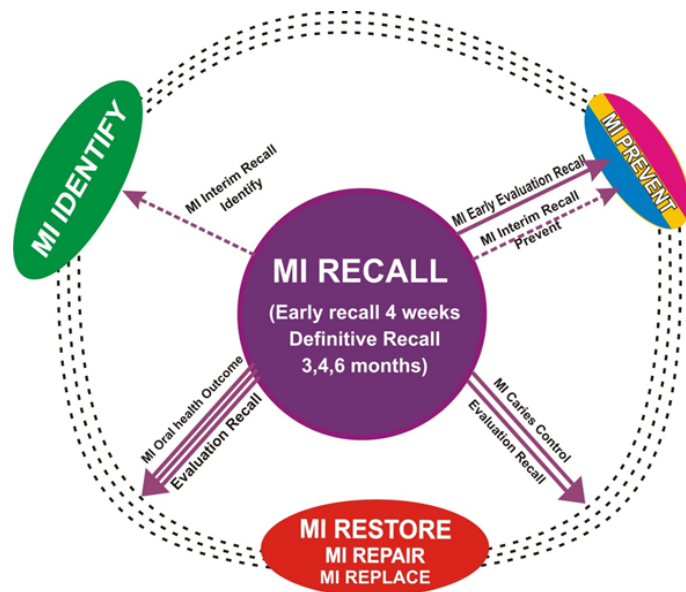 MI IDENTIFY
MI PREVENT
MI Interim Recall
Identify
MI Early Evaluation Recall
MI Interim Recall
Prevent
MI RECALL
(Early recall 4 weeks
Definitive Recall
3,4,6 months)
MI Oral health Outcome
Evaluation Recall
MI Caries Control
Evaluation Recall
MI RESTORE
MI REPAIR
MI REPLACE